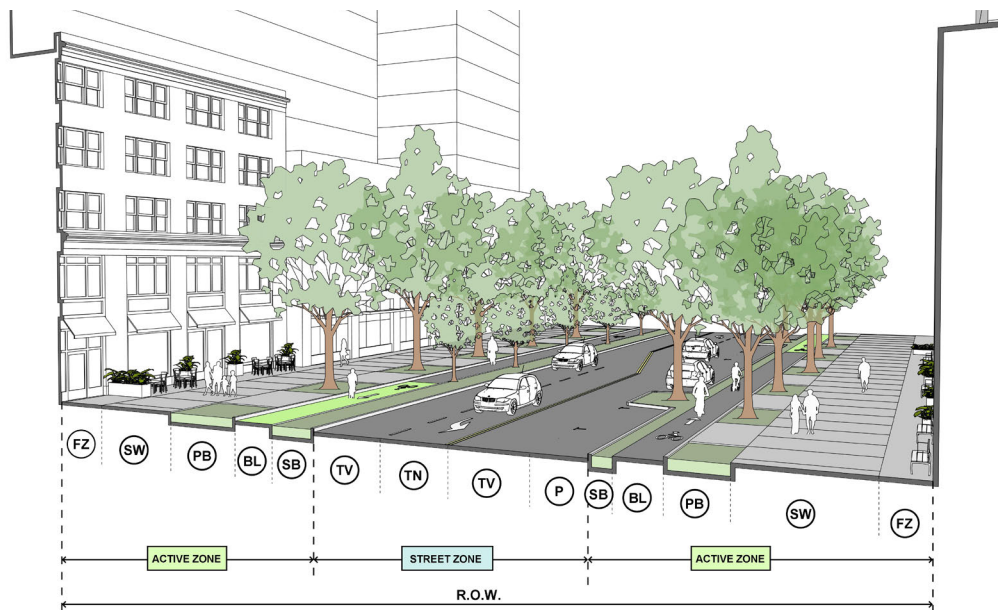 FZ SW PB BL SB TV TN TV P SB BL PB SW FZ
ACTIVE ZONE STREET ZONE ACTIVE ZONE
R.O.W.